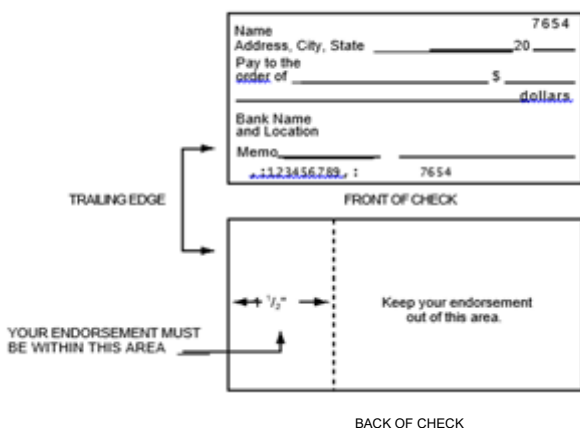 7654
Name
Address, City, State 20
Pay to the
order of $
dollars
Bank Name
and Location
Memo
⑆123456789⑆ 7654
TRAILING EDGE
FRONT OF CHECK
1 1/2"
Keep your endorsement
out of this area.
YOUR ENDORSEMENT MUST
BE WITHIN THIS AREA
BACK OF CHECK